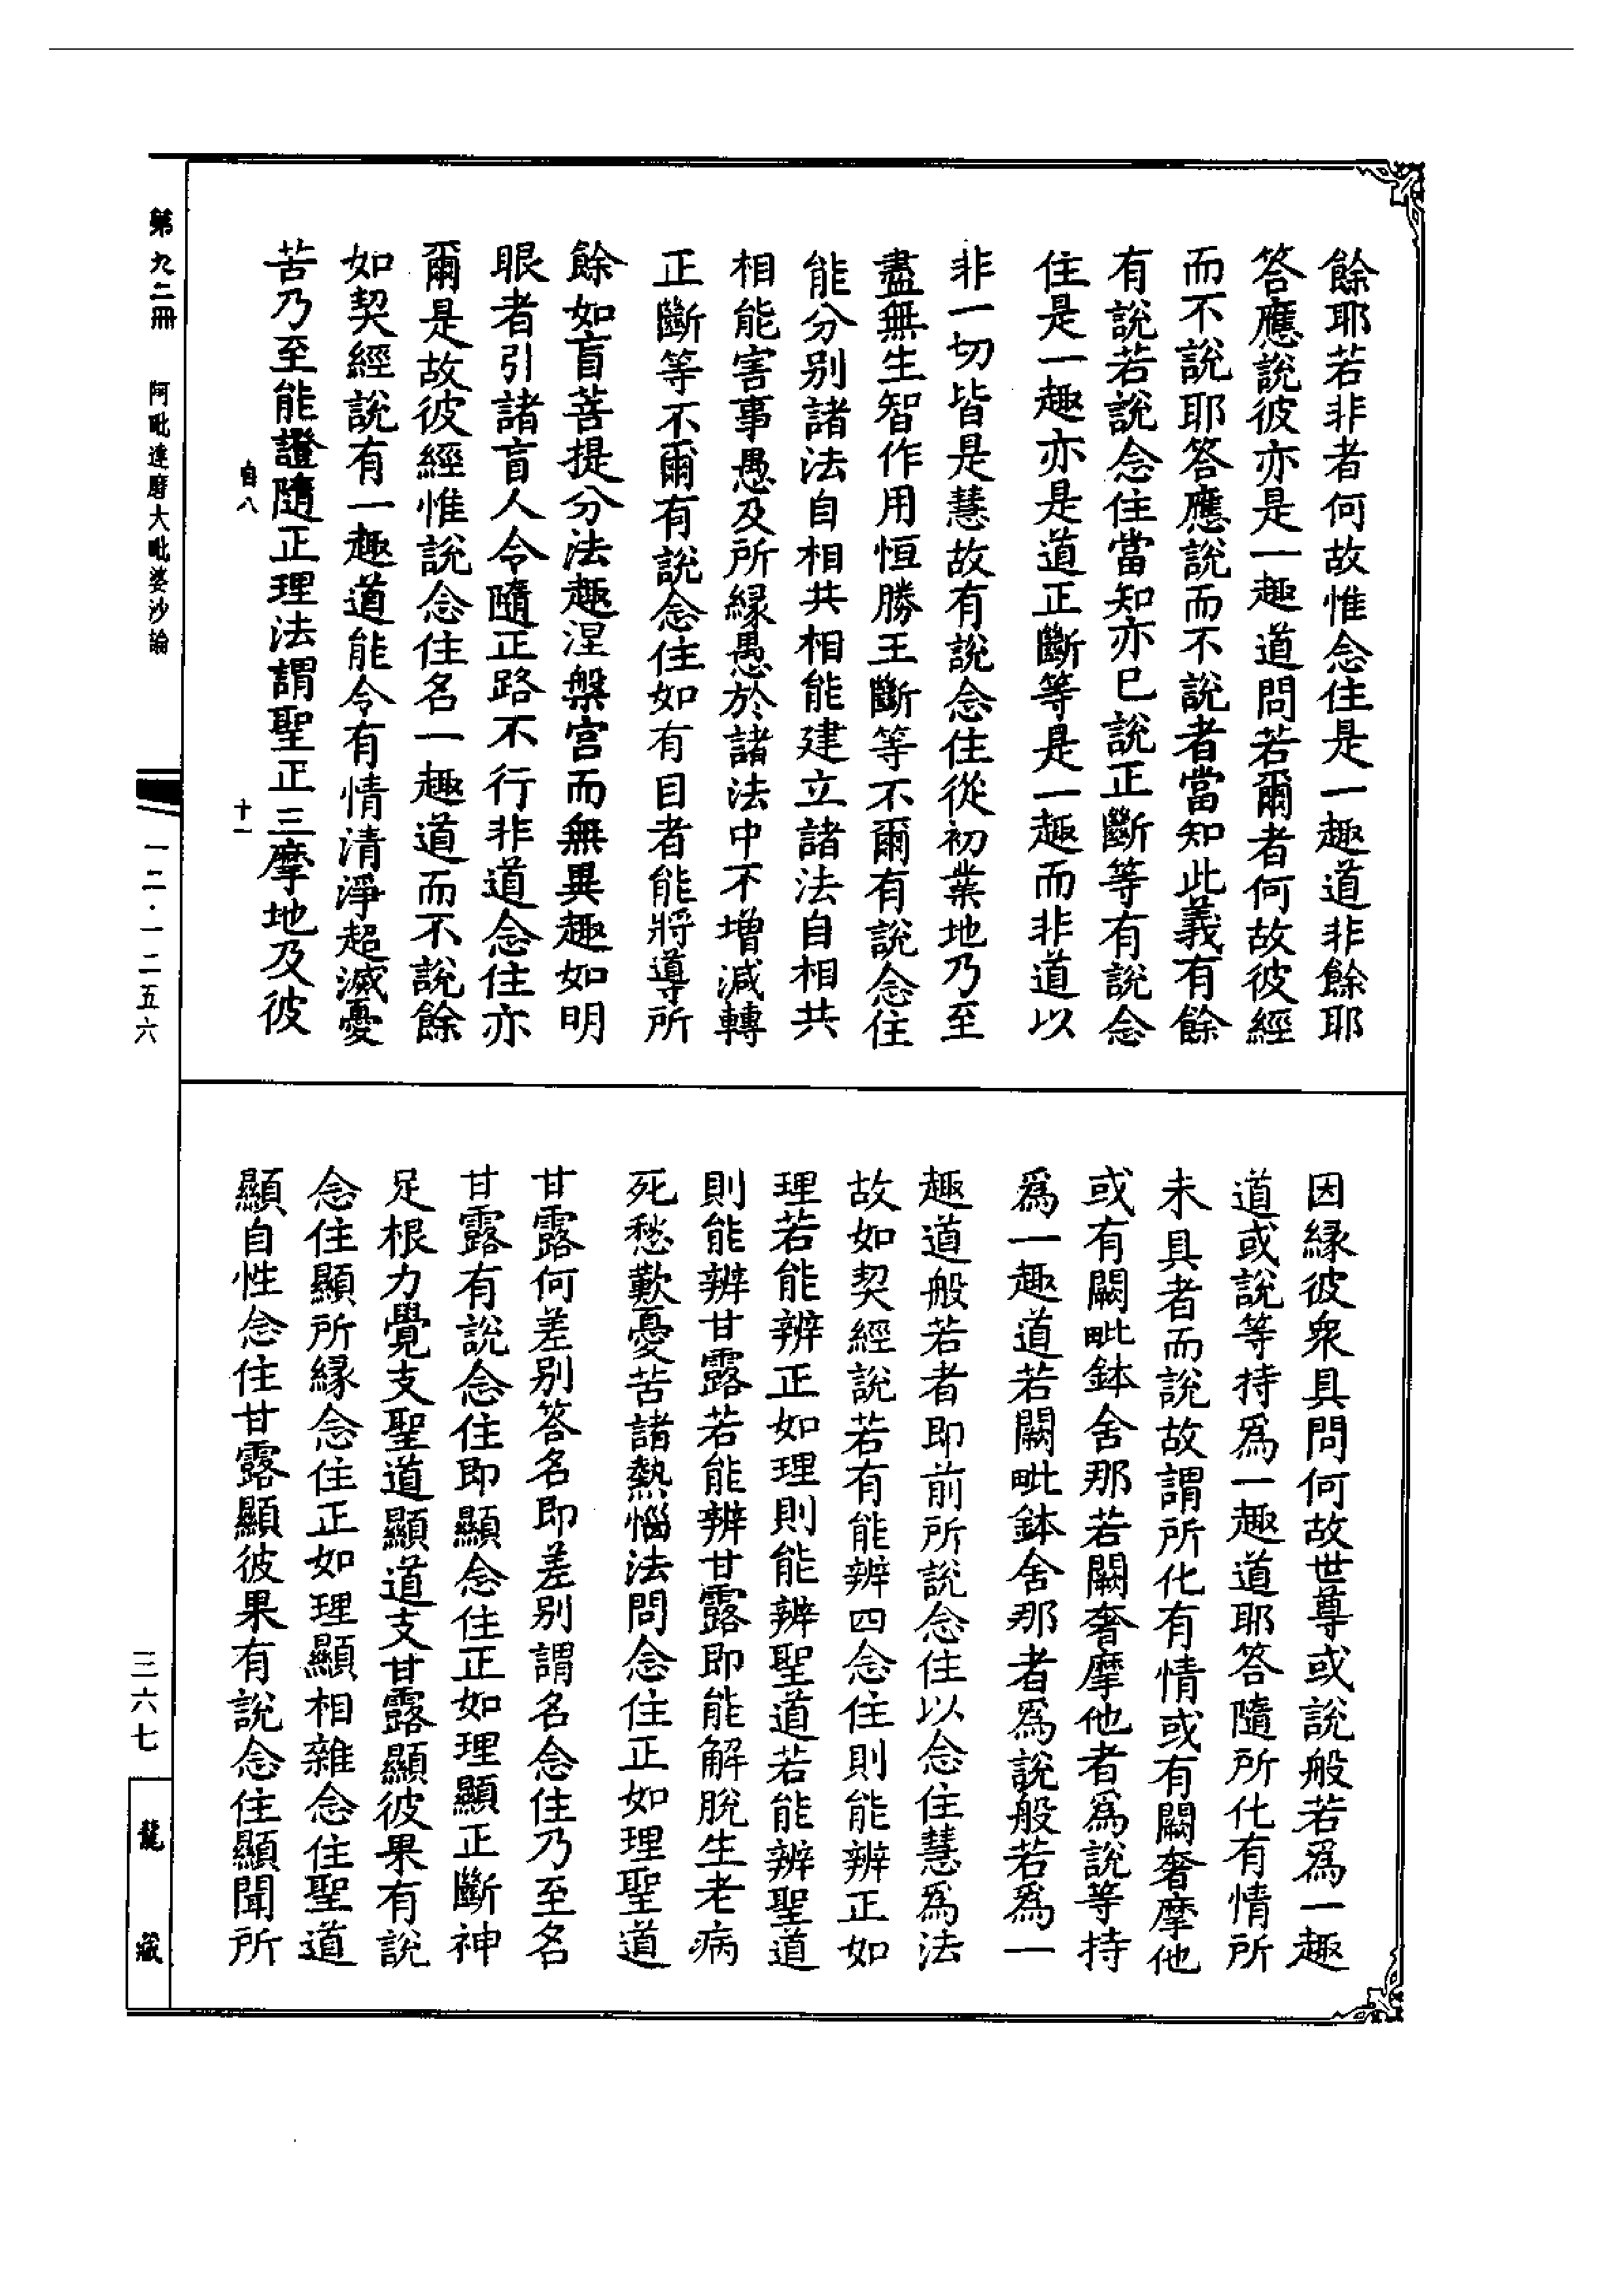 餘耶若非者何故惟念住是一趣道非餘耶
答應說彼亦是一趣道問若爾者何故彼經
而不說耶答應說而不說者當知此義有餘
有說若說念住當知亦已說正斷等有說念
住是一趣亦是道正斷等是一趣而非道以
非一切皆是慧故有說念住從初業地乃至
盡無生智作用恒勝王斷等不爾有說念住
能分别諸法自相共相能建立諸法自相共
相能害事愚及所緣愚於諸法中不增減轉
正斷等不爾有說念住如有目者能將導所
餘如盲菩提分法趣涅槃宫而無異趣如明
眼者引諸盲人令隨正路不行非道念住亦
爾是故彼經惟說念住名一趣道而不說餘
如契經說有一趣道能令有情清淨超滅憂
苦乃至能證隨正理法謂聖正三摩地及彼
因緣彼衆具問何故世尊或說般若爲一趣
道或說等持爲一趣道耶答隨所化有情所
未具者而說故謂所化有情或有闕奢摩他
或有闕毗鉢舍那若闕奢摩他者爲說等持
爲一趣道若闕毗鉢舍那者爲說般若爲一
趣道般若者即前所說念住以念住慧爲法
故如契經說若有能辨四念住則能辨正如
理若能辨正如理則能辨聖道若能辨聖道
則能辨甘露若能辨甘露即能解脫生老病
死愁歎憂苦諸熱惱法問念住正如理聖道
甘露何差别答名即差别謂名念住乃至名
甘露有說念住即顯念住正如理顯正斷神
足根力覺支聖道顯道支甘露顯彼果有說
念住顯所緣念住正如理顯相雜念住聖道
顯自性念住甘露顯彼果有說念住顯聞所
自八
十一
第九二冊 阿毗達磨大毗婆沙論
一二·一二五六
三六七
龍藏